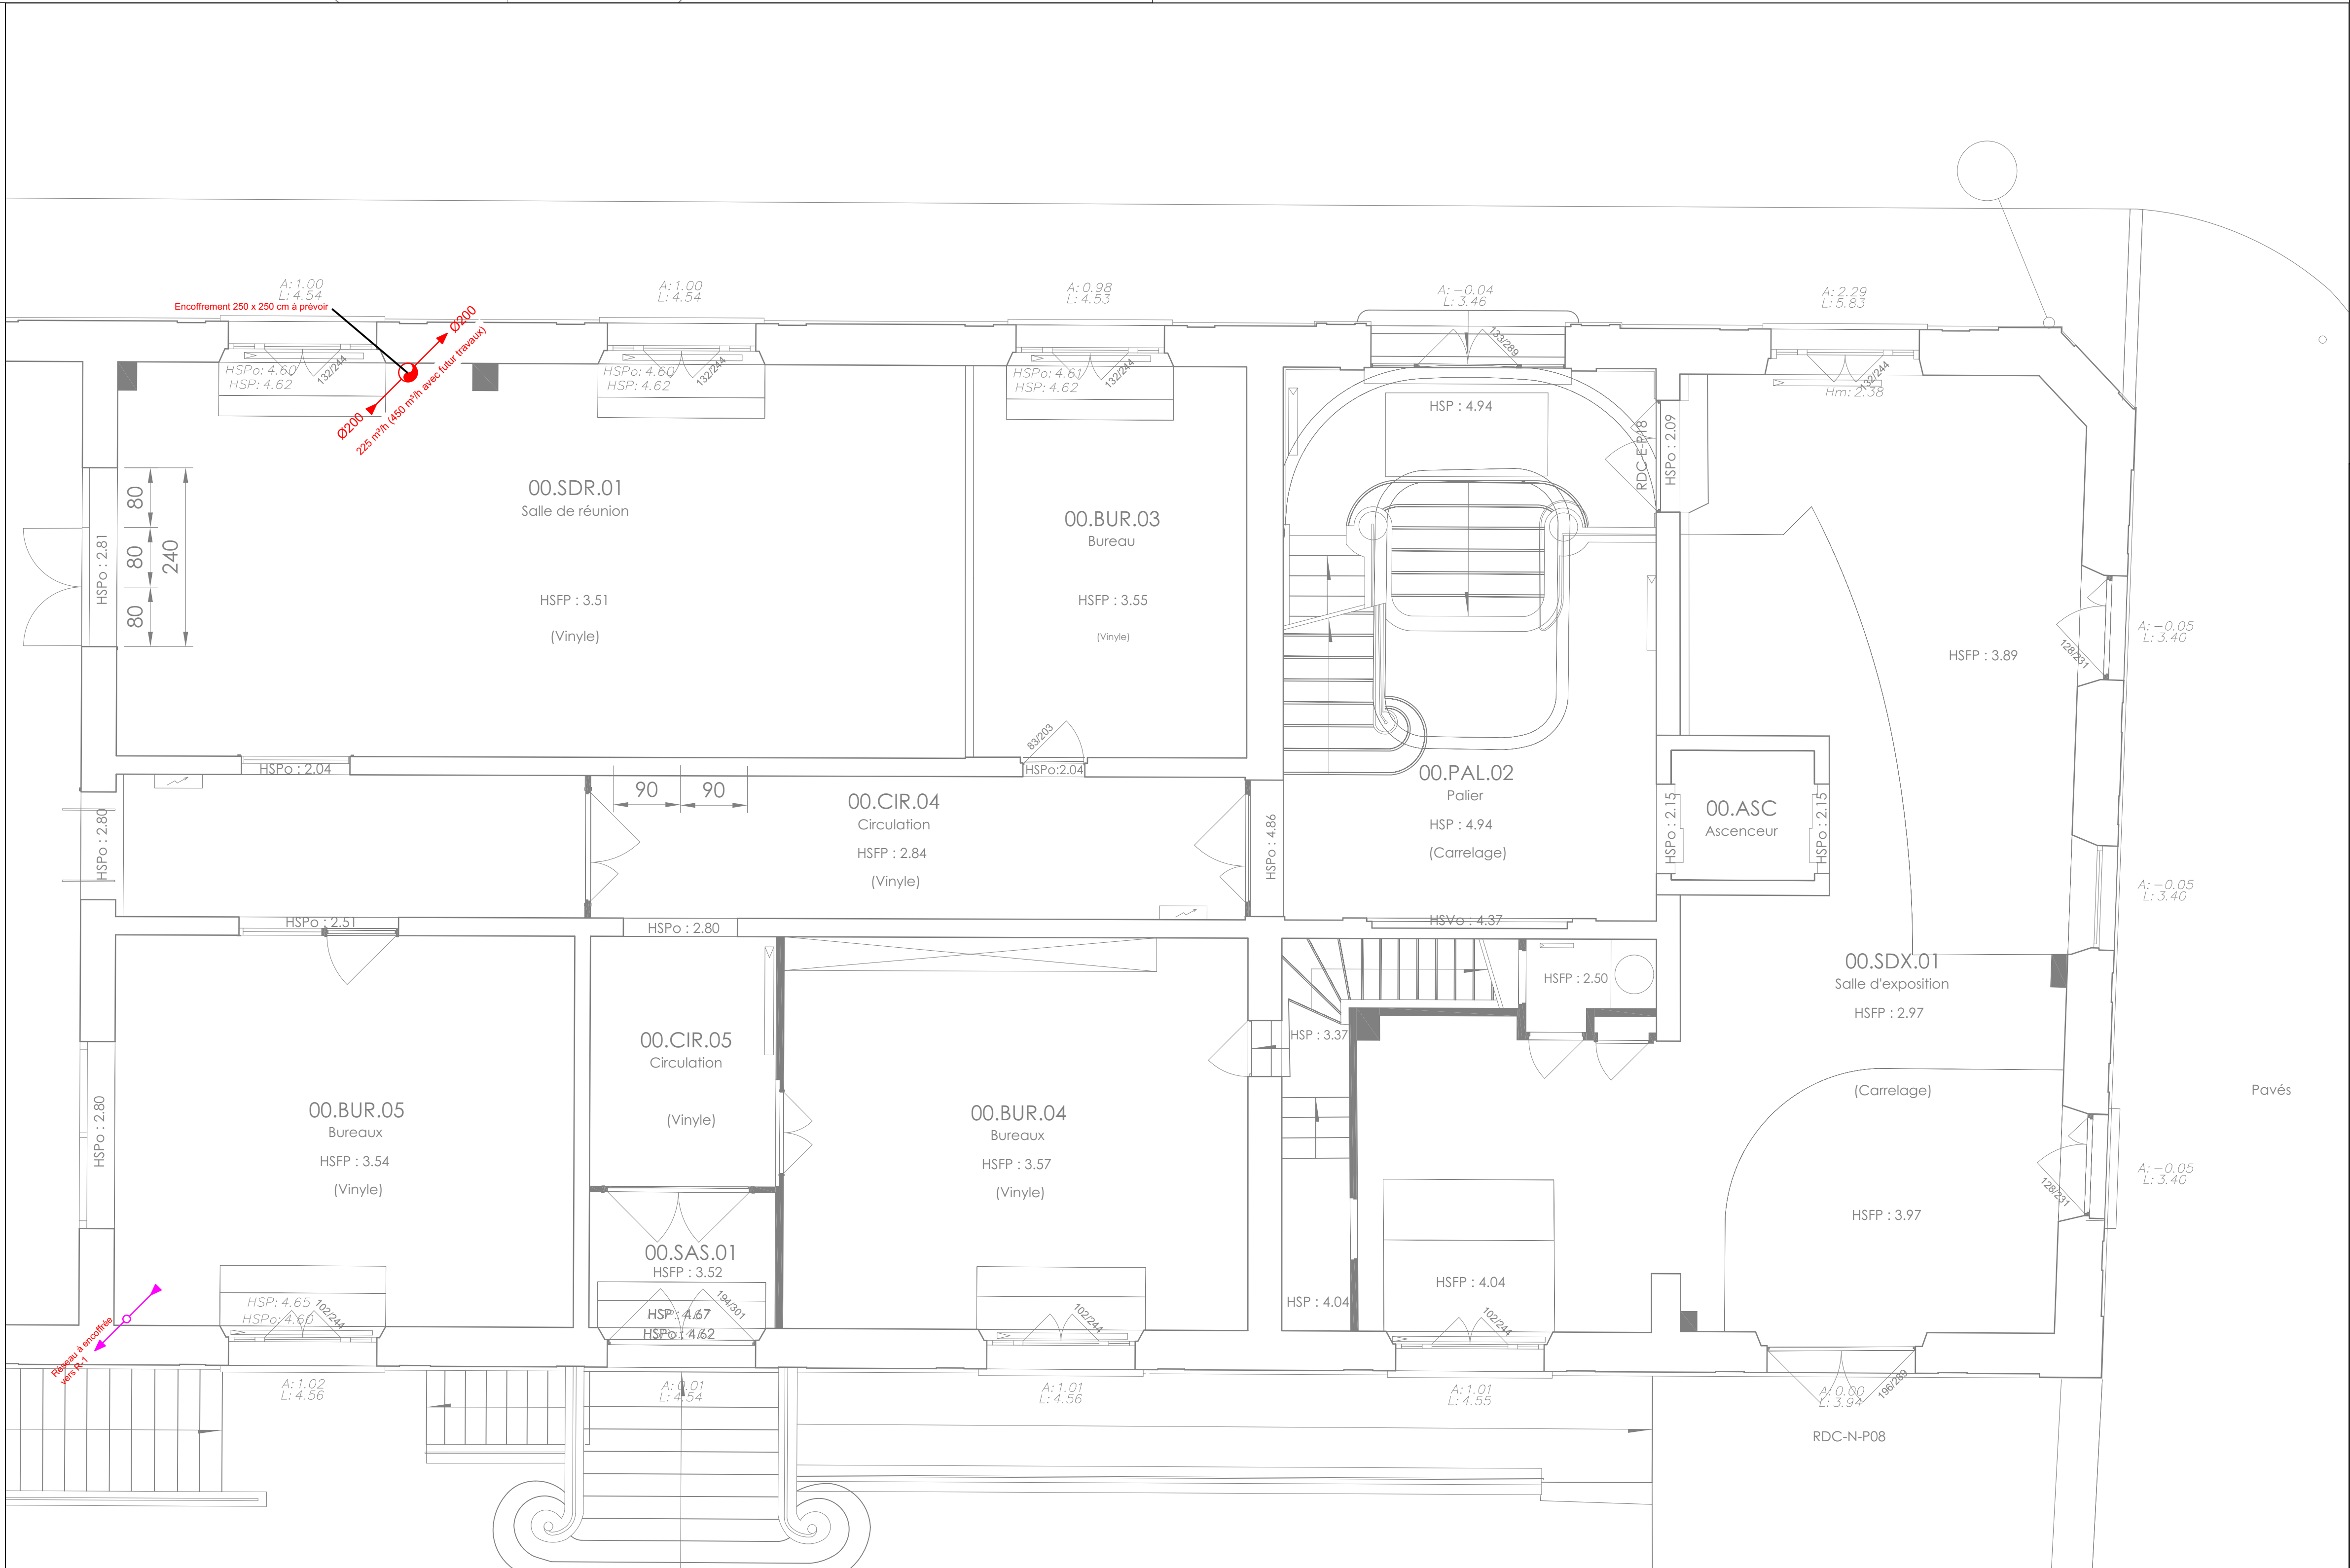 A: 1.00
L: 4.54
A: 1.00
L: 4.54
A: 0.98
L: 4.53
A: -0.04
L: 3.46
A: 2.29
L: 5.83
Encoffrement 250 x 250 cm à prévoir
Ø200
Ø200
225 m³/h (450 m³/h avec futur travaux)
HSPo: 4.60
HSP: 4.62
132/244
HSPo: 4.60
HSP: 4.62
132/244
HSPo: 4.61
HSP: 4.62
132/244
133/289
132/244
Hm: 2.38
HSP : 4.94
RDC-E-P.18
HSPo : 2.09
00.SDR.01
Salle de réunion
HSFP : 3.51
(Vinyle)
HSPo : 2.81
80
80
80
240
00.BUR.03
Bureau
HSFP : 3.55
(Vinyle)
83/203
HSFP : 3.89
128/231
A: -0.05
L: 3.40
HSPo : 2.04
HSPo:2.04
90
90
HSPo : 2.80
00.CIR.04
Circulation
HSFP : 2.84
(Vinyle)
HSPo : 4.86
00.PAL.02
Palier
HSP : 4.94
(Carrelage)
HSPo : 2.15
00.ASC
Ascenceur
HSPo : 2.15
A: -0.05
L: 3.40
HSPo : 2.51
HSPo : 2.80
HSVo : 4.37
HSFP : 2.50
00.SDX.01
Salle d'exposition
HSFP : 2.97
(Carrelage)
Pavés
HSP : 3.37
00.CIR.05
Circulation
(Vinyle)
HSPo : 2.80
00.BUR.05
Bureaux
HSFP : 3.54
(Vinyle)
00.BUR.04
Bureaux
HSFP : 3.57
(Vinyle)
A: -0.05
L: 3.40
128/231
HSFP : 3.97
00.SAS.01
HSFP : 3.52
HSFP : 4.04
HSP : 4.04
HSP: 4.65
HSPo: 4.60
102/244
HSP : 4.67
HSPo : 4.62
194/301
102/244
102/244
Réseau à encoffrée
vers R-1
A: 1.02
L: 4.56
A: 0.01
L: 4.54
A: 1.01
L: 4.56
A: 1.01
L: 4.55
A: 0.00
L: 3.94
196/289
RDC-N-P08